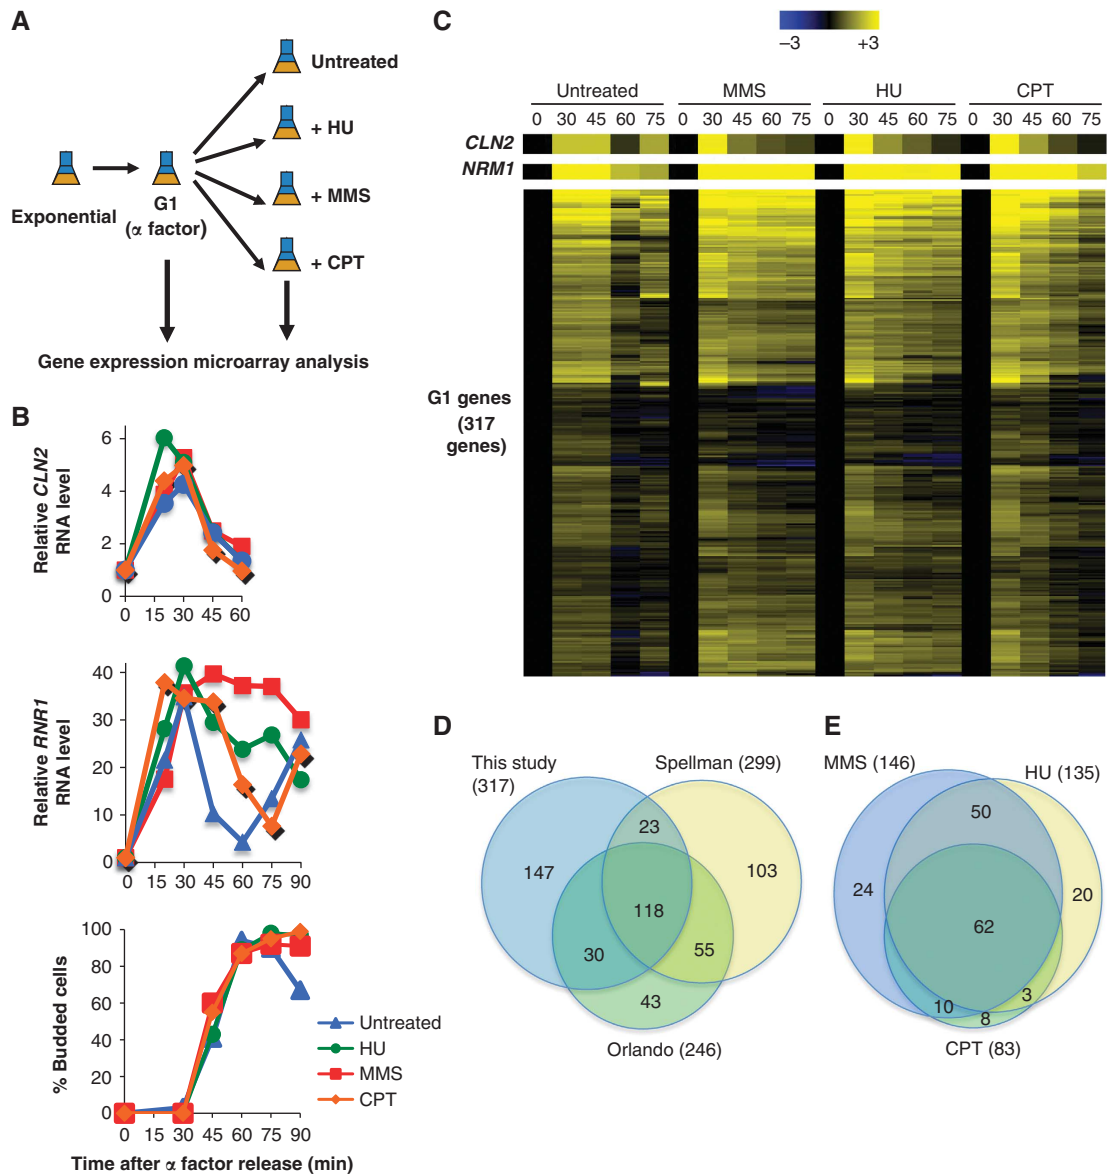 A
Untreated
+ HU
Exponential
G1
(α factor)
+ MMS
+ CPT
Gene expression microarray analysis
B
Relative CLN2
RNA level
6
4
2
0
0 15 30 45 60
Relative RNR1
RNA level
40
30
20
10
0
0 15 30 45 60 75 90
% Budded cells
100
80
60
40
20
0
0 15 30 45 60 75 90
Time after α factor release (min)
Untreated
HU
MMS
CPT
C
–3 +3
Untreated MMS HU CPT
0 30 45 60 75 0 30 45 60 75 0 30 45 60 75 0 30 45 60 75
CLN2
NRM1
G1 genes
(317
genes)
D
This study
(317)
Spellman (299)
23
147
103
118
30
55
43
Orlando (246)
E
MMS (146)
HU (135)
50
24
20
62
10
3
8
CPT (83)